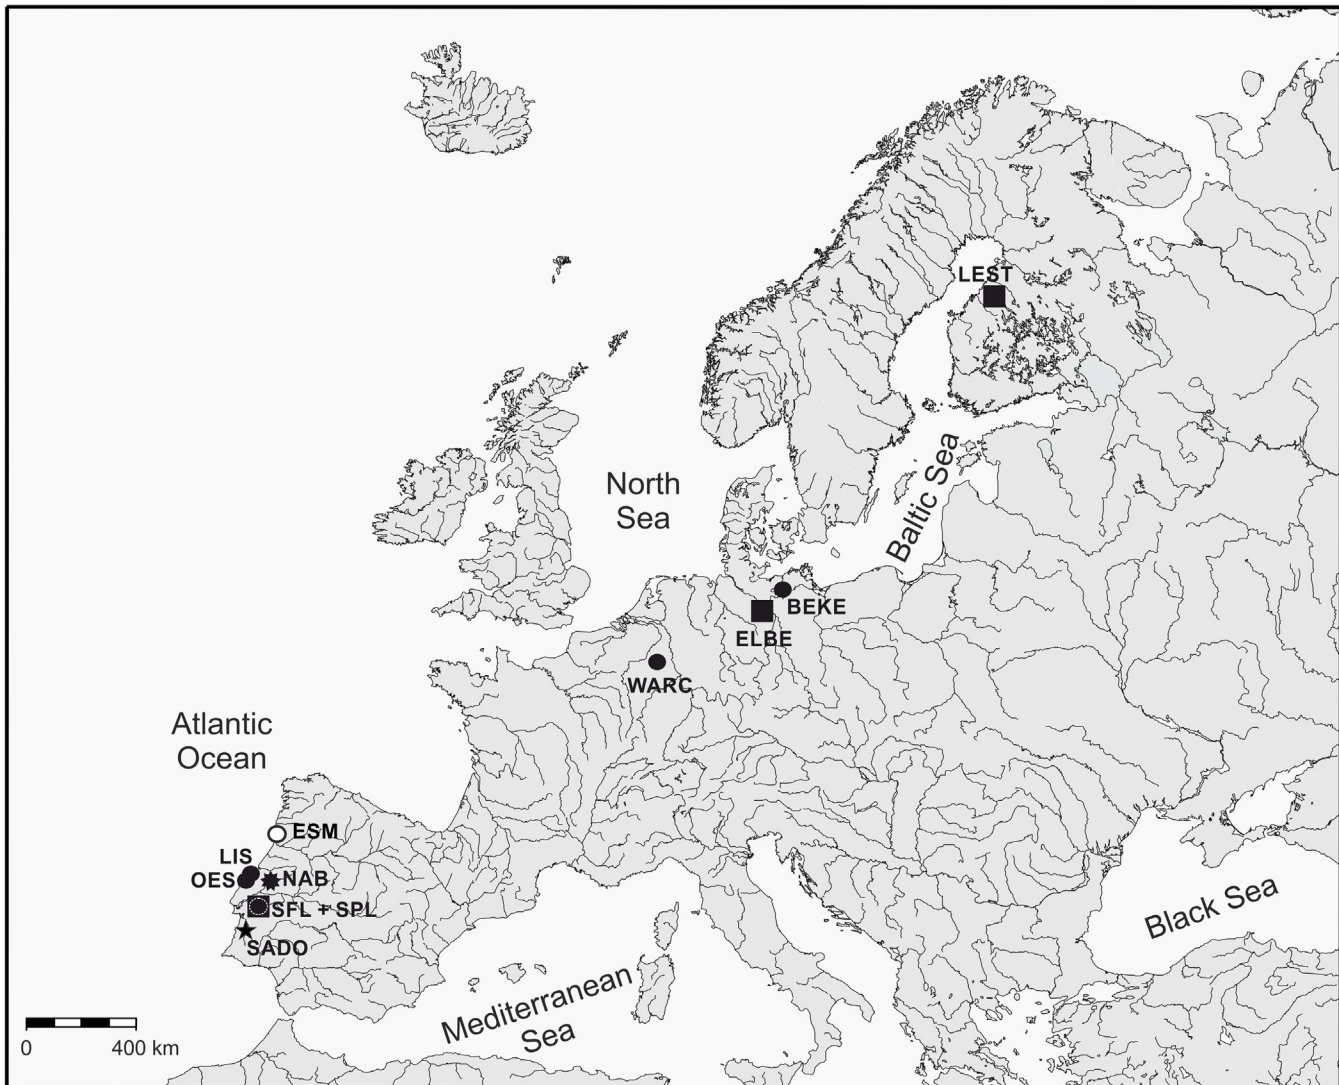 LEST
North
Sea
Baltic Sea
BEKE
ELBE
WARC
Atlantic
Ocean
ESM
LIS
OES
NAB
SFL + SPL
SADO
Black Sea
Mediterranean
Sea
0 400 km